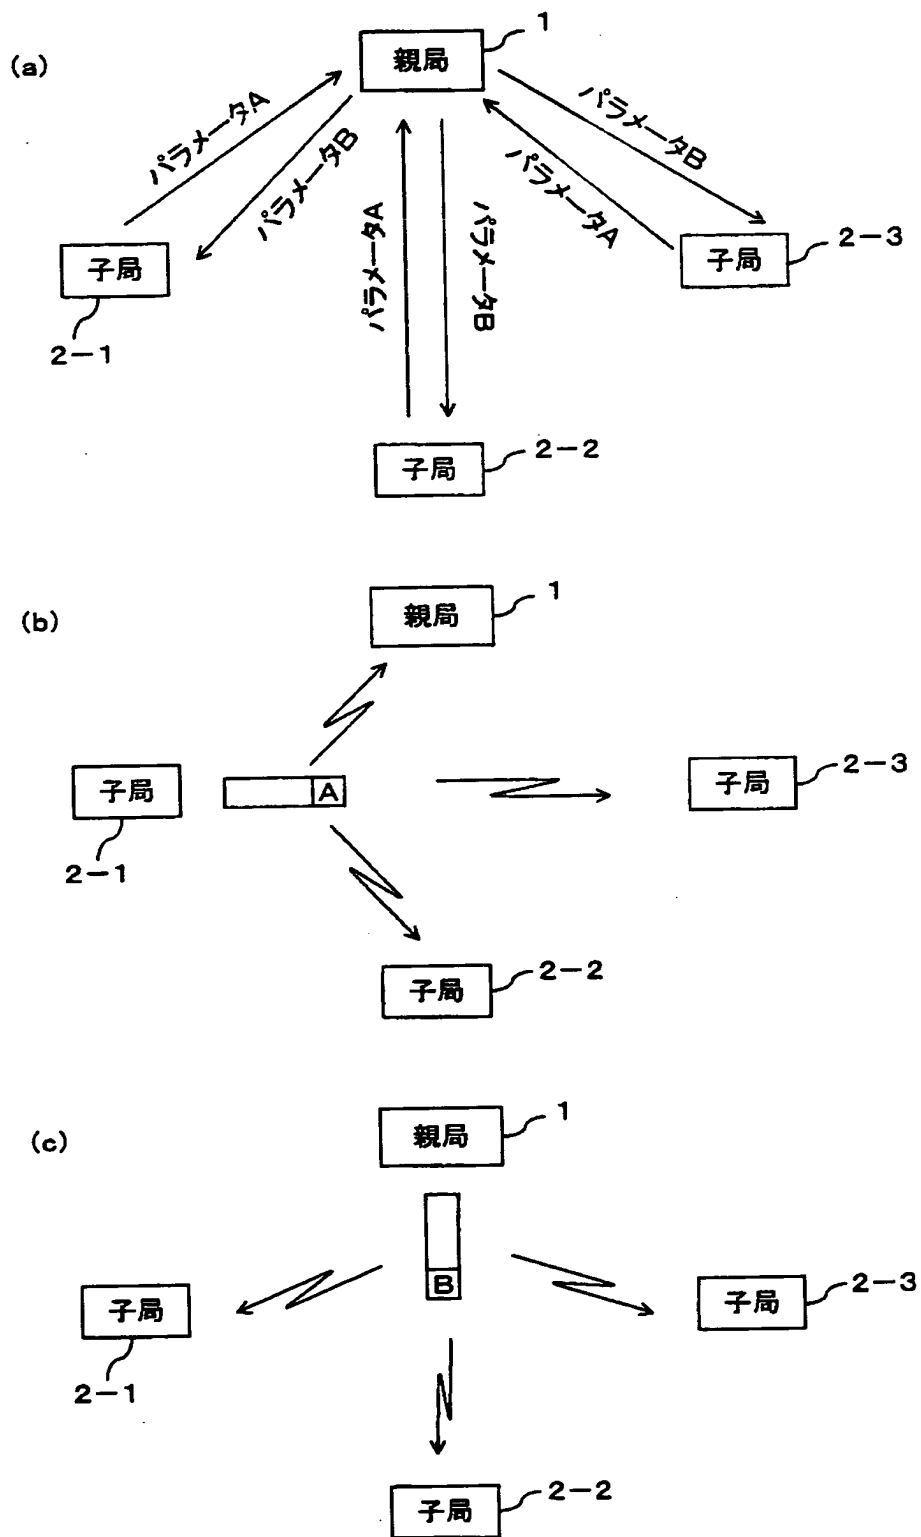 (a)
親局
1
パラメータA
パラメータB
パラメータA
パラメータB
パラメータA
パラメータB
子局
2-1
子局
2-2
子局
2-3
(b)
親局
1
子局
2-1
A
子局
2-3
子局
2-2
(c)
親局
1
B
子局
2-1
子局
2-3
子局
2-2